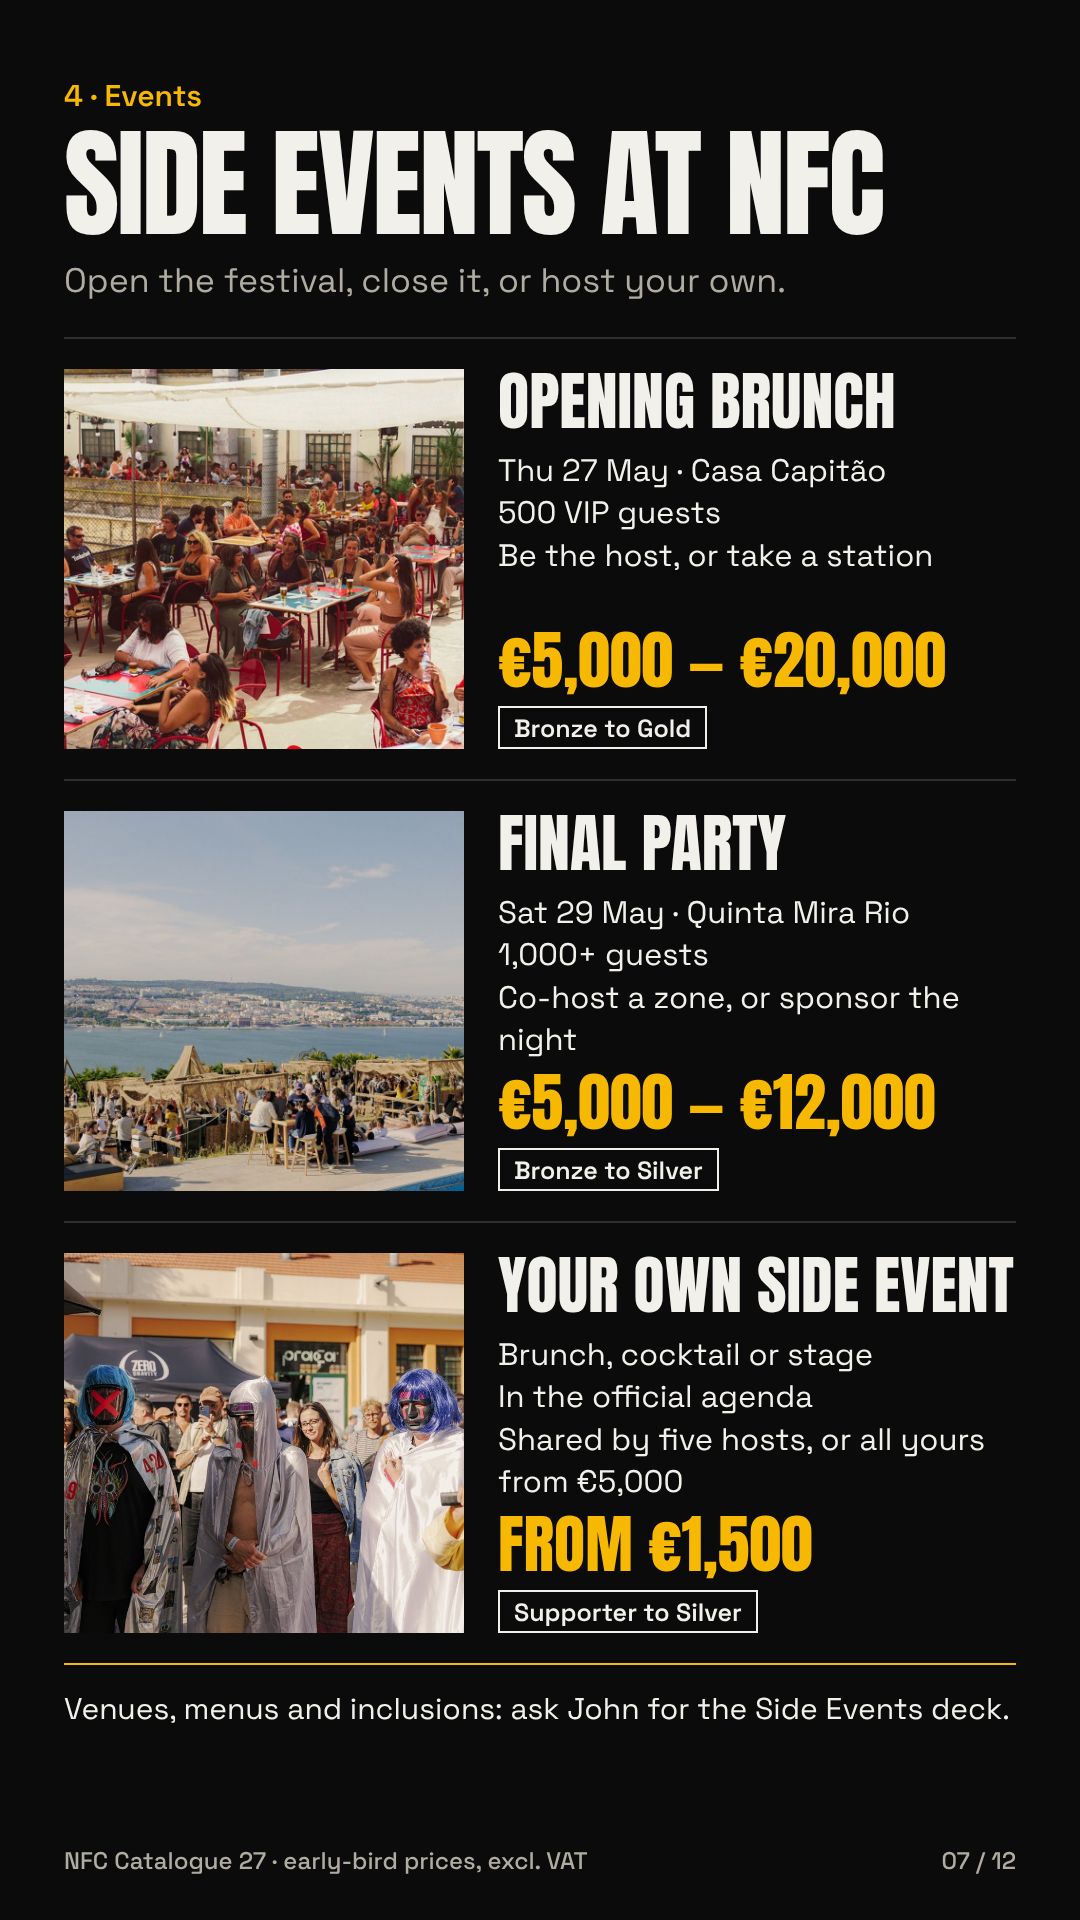 4 · Events
SIDE EVENTS AT NFC
Open the festival, close it, or host your own.
OPENING BRUNCH
Thu 27 May · Casa Capitão
500 VIP guests
Be the host, or take a station
€5,000 – €20,000
Bronze to Gold
FINAL PARTY
Sat 29 May · Quinta Mira Rio
1,000+ guests
Co-host a zone, or sponsor the
night
€5,000 – €12,000
Bronze to Silver
ZERO
GRAVITY
praça
YOUR OWN SIDE EVENT
Brunch, cocktail or stage
In the official agenda
Shared by five hosts, or all yours
from €5,000
FROM €1,500
Supporter to Silver
Venues, menus and inclusions: ask John for the Side Events deck.
NFC Catalogue 27 · early-bird prices, excl. VAT
07 / 12